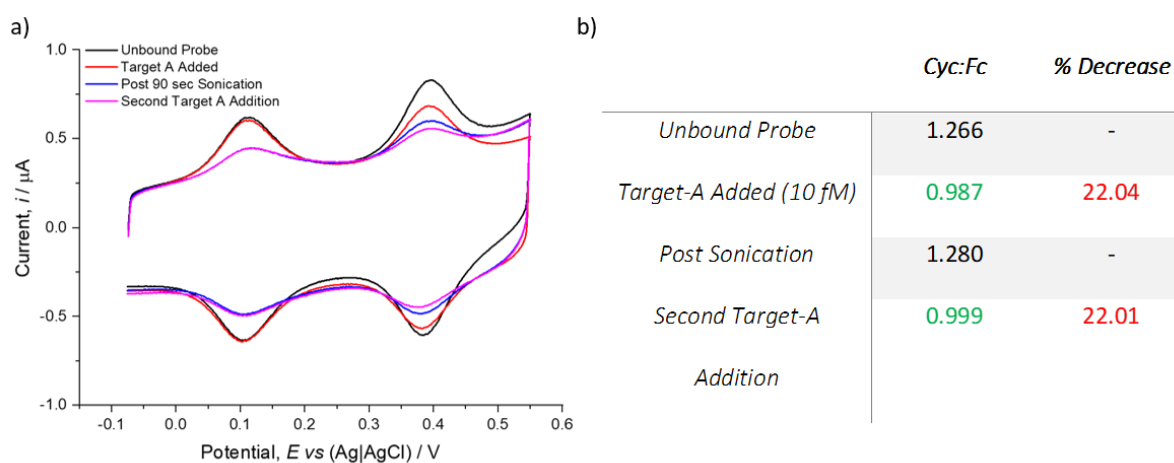 a)
1.0
0.5
0.0
-0.5
-1.0
Current, i / μA
Unbound Probe
Target A Added
Post 90 sec Sonication
Second Target A Addition
-0.1 0.0 0.1 0.2 0.3 0.4 0.5 0.6
Potential, E vs (Ag|AgCl) / V
b)
Cyc:Fc % Decrease
Unbound Probe 1.266 -
Target-A Added (10 fM) 0.987 22.04
Post Sonication 1.280 -
Second Target-A 0.999 22.01
Addition